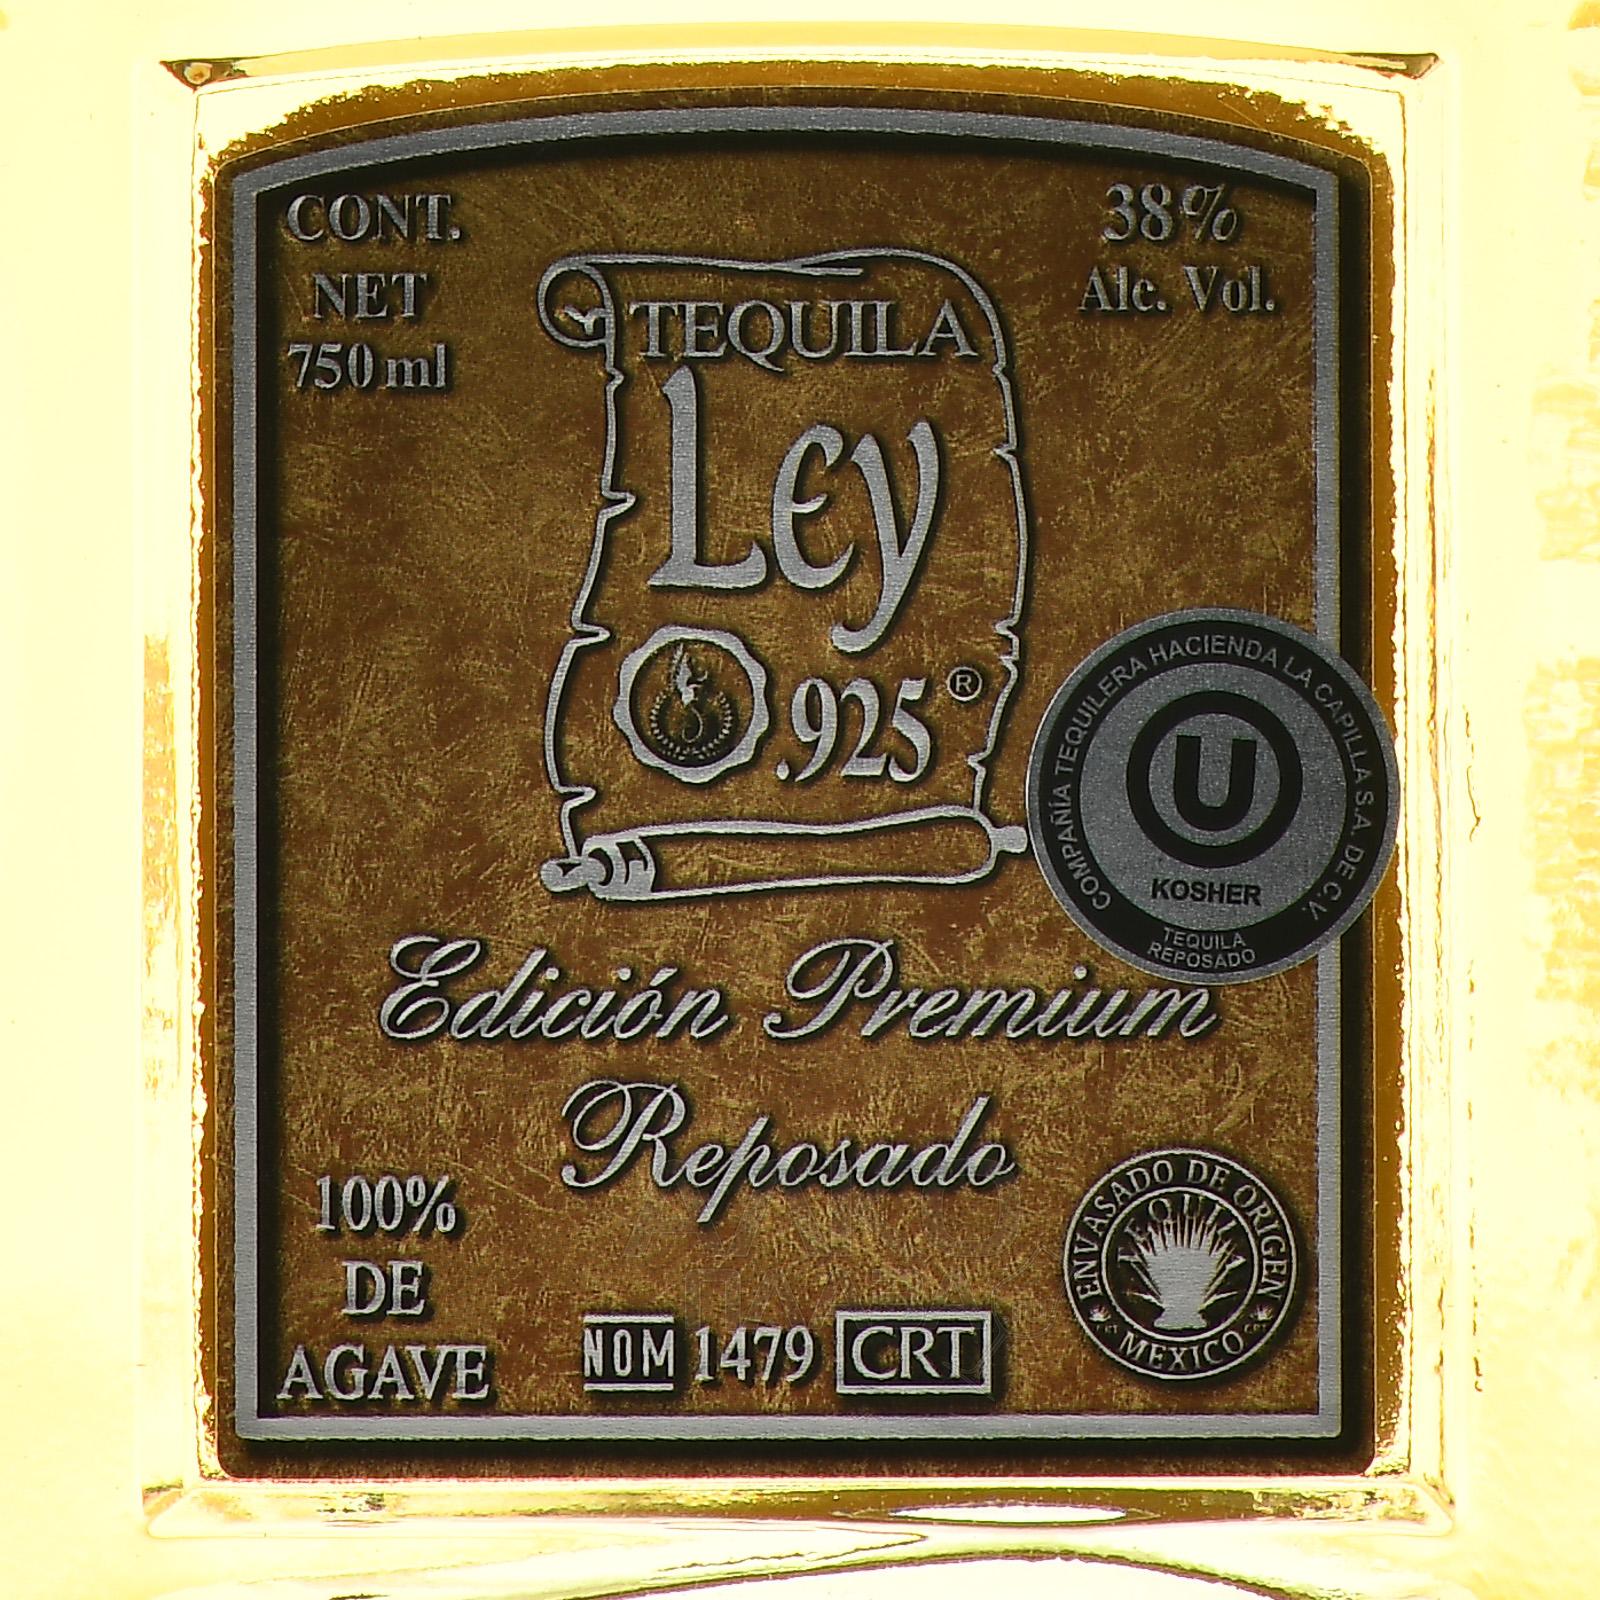 CONT.
NET
750 ml
38%
Alc. Vol.
TEQUILA
Ley
.925®
COMPAÑÍA TEQUILERA HACIENDA LA CAPILLA S.A. DE C.V.
U
KOSHER
TEQUILA
REPOSADO
Edición Premium
Reposado
100%
DE
AGAVE
NOM 1479 CRT
ENVASADO DE ORIGEN
TEQUILA
MEXICO